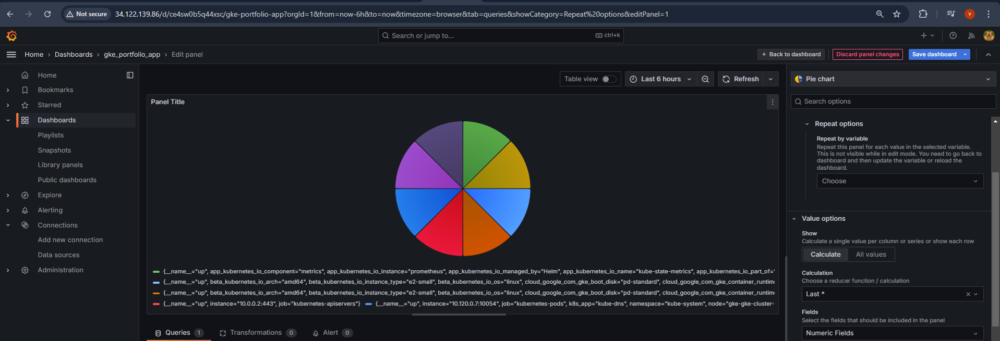 Not secure 34.122.139.86/d/ce4sw0b5q44xsc/gke-portfolio-app?orgId=1&from=now-6h&to=now&timezone=browser&tab=queries&showCategory=Repeat%20options&editPanel=1
V
Search or jump to... ctrl+k
Home › Dashboards › gke_portfolio_app › Edit panel
Back to dashboard
Discard panel changes
Save dashboard
Home
Bookmarks
Starred
Dashboards
Playlists
Snapshots
Library panels
Public dashboards
Explore
Alerting
Connections
Add new connection
Data sources
Administration
Table view
Last 6 hours
Refresh
Panel Title
{__name__="up", app_kubernetes_io_component="metrics", app_kubernetes_io_instance="prometheus", app_kubernetes_io_managed_by="Helm", app_kubernetes_io_name="kube-state-metrics", app_kubernetes_io_part_of="
{__name__="up", beta_kubernetes_io_arch="amd64", beta_kubernetes_io_instance_type="e2-small", beta_kubernetes_io_os="linux", cloud_google_com_gke_boot_disk="pd-standard", cloud_google_com_gke_container_runtime
{__name__="up", beta_kubernetes_io_arch="amd64", beta_kubernetes_io_instance_type="e2-small", beta_kubernetes_io_os="linux", cloud_google_com_gke_boot_disk="pd-standard", cloud_google_com_gke_container_runtime
{__name__="up", instance="10.0.0.2:443", job="kubernetes-apiservers"} {__name__="up", instance="10.120.0.7:10054", job="kubernetes-pods", k8s_app="kube-dns", namespace="kube-system", node="gke-gke-cluster-
Queries 1
Transformations 0
Alert 0
Pie chart
Search options
Repeat options
Repeat by variable
Repeat this panel for each value in the selected variable.
This is not visible while in edit mode. You need to go back to
dashboard and then update the variable or reload the
dashboard.
Choose
Value options
Show
Calculate a single value per column or series or show each row
Calculate All values
Calculation
Choose a reducer function / calculation
Last *
Fields
Select the fields that should be included in the panel
Numeric Fields